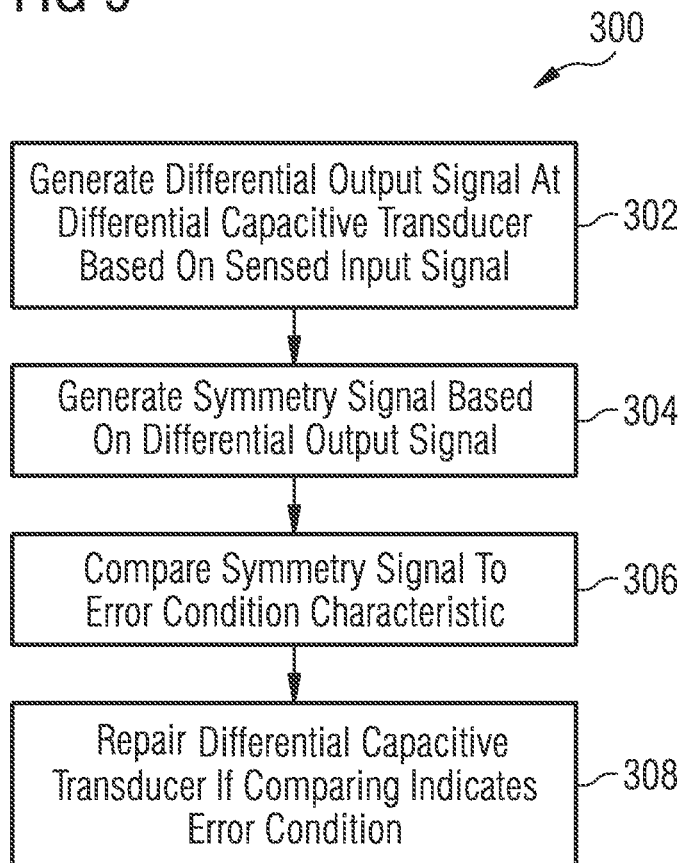 300
Generate Differential Output Signal At
Differential Capacitive Transducer
Based On Sensed Input Signal
302
Generate Symmetry Signal Based
On Differential Output Signal
304
Compare Symmetry Signal To
Error Condition Characteristic
306
Repair Differential Capacitive
Transducer If Comparing Indicates
Error Condition
308